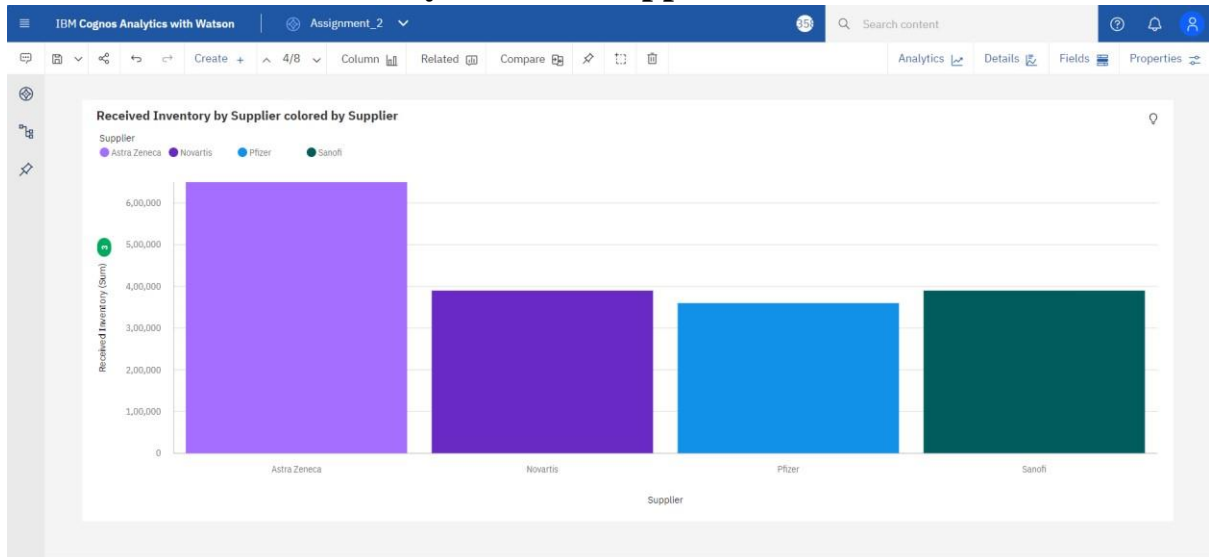 IBM Cognos Analytics with Watson Assignment_2 358 Search content
Create + 4/8 Column Related Compare Analytics Details Fields Properties
Received Inventory by Supplier colored by Supplier
Supplier
Astra Zeneca Novartis Pfizer Sanofi
6,00,000
5,00,000
4,00,000
3,00,000
2,00,000
1,00,000
0
Received Inventory (Sum) 3
Astra Zeneca Novartis Pfizer Sanofi
Supplier